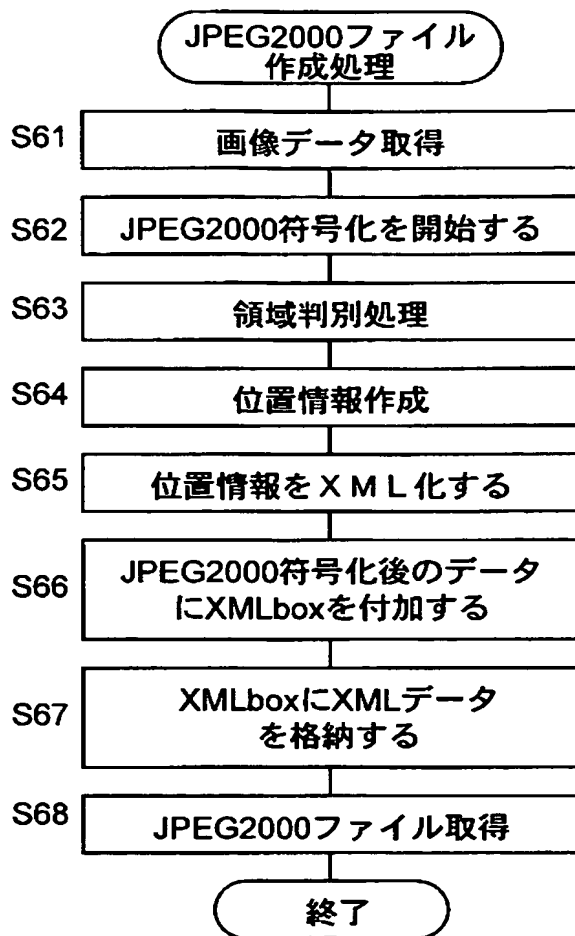 JPEG2000ファイル
作成処理
S61
画像データ取得
S62
JPEG2000符号化を開始する
S63
領域判別処理
S64
位置情報作成
S65
位置情報をＸＭＬ化する
S66
JPEG2000符号化後のデータ
にXMLboxを付加する
S67
XMLboxにXMLデータ
を格納する
S68
JPEG2000ファイル取得
終了